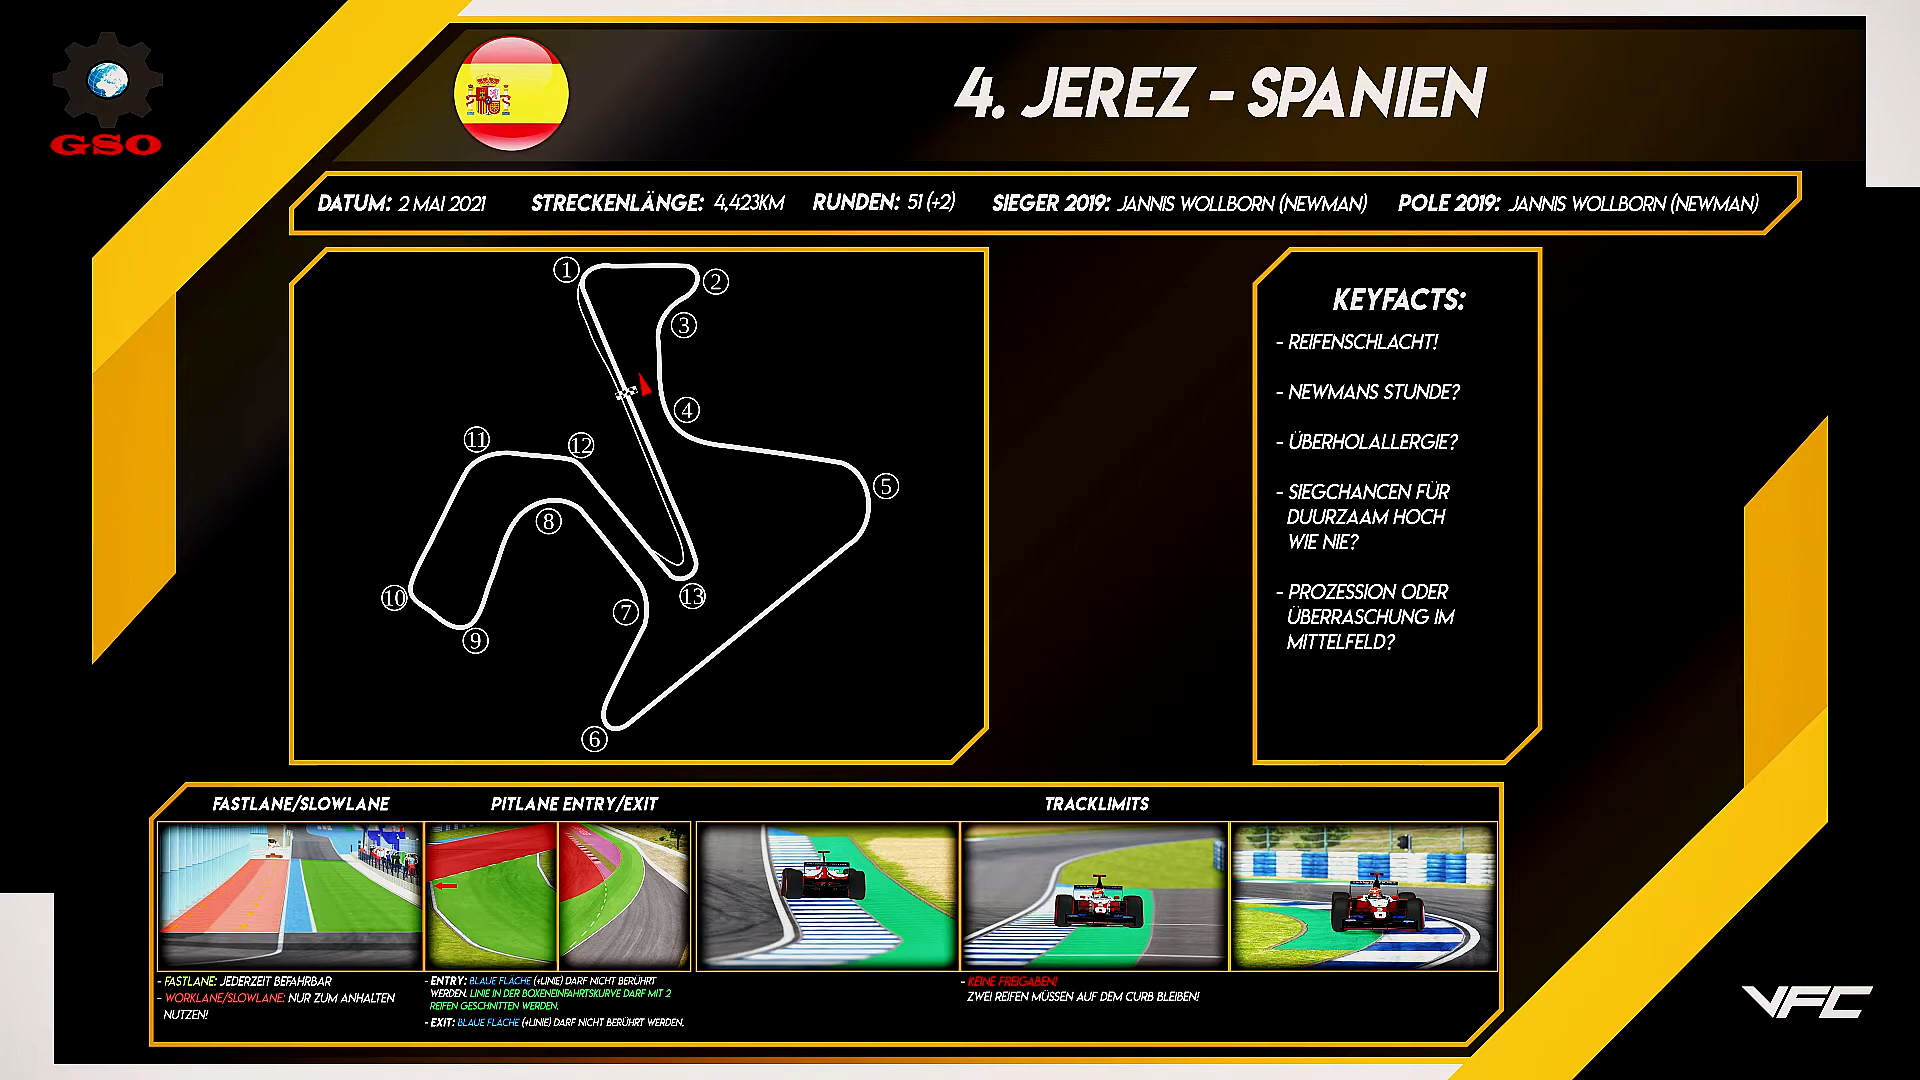 GSO
4. JEREZ - SPANIEN
DATUM: 2 MAI 2021 STRECKENLÄNGE: 4,423KM RUNDEN: 51 (+2) SIEGER 2019: JANNIS WOLLBORN (NEWMAN) POLE 2019: JANNIS WOLLBORN (NEWMAN)
1
2
3
4
5
6
7
8
9
10
11
12
13
KEYFACTS:
- REIFENSCHLACHT!
- NEWMANS STUNDE?
- ÜBERHOLALLERGIE?
- SIEGCHANCEN FÜR
DUURZAAM HOCH
WIE NIE?
- PROZESSION ODER
ÜBERRASCHUNG IM
MITTELFELD?
FASTLANE/SLOWLANE
- FASTLANE: JEDERZEIT BEFAHRBAR
- WORKLANE/SLOWLANE: NUR ZUM ANHALTEN
NUTZEN!
PITLANE ENTRY/EXIT
- ENTRY: BLAUE FLÄCHE (+LINIE) DARF NICHT BERÜHRT
WERDEN. LINIE IN DER BOXENEINFAHRTSKURVE DARF MIT 2
REIFEN GESCHNITTEN WERDEN.
- EXIT: BLAUE FLÄCHE (+LINIE) DARF NICHT BERÜHRT WERDEN.
TRACKLIMITS
- KEINE FREIGABEN!
ZWEI REIFEN MÜSSEN AUF DEM CURB BLEIBEN!
VFC